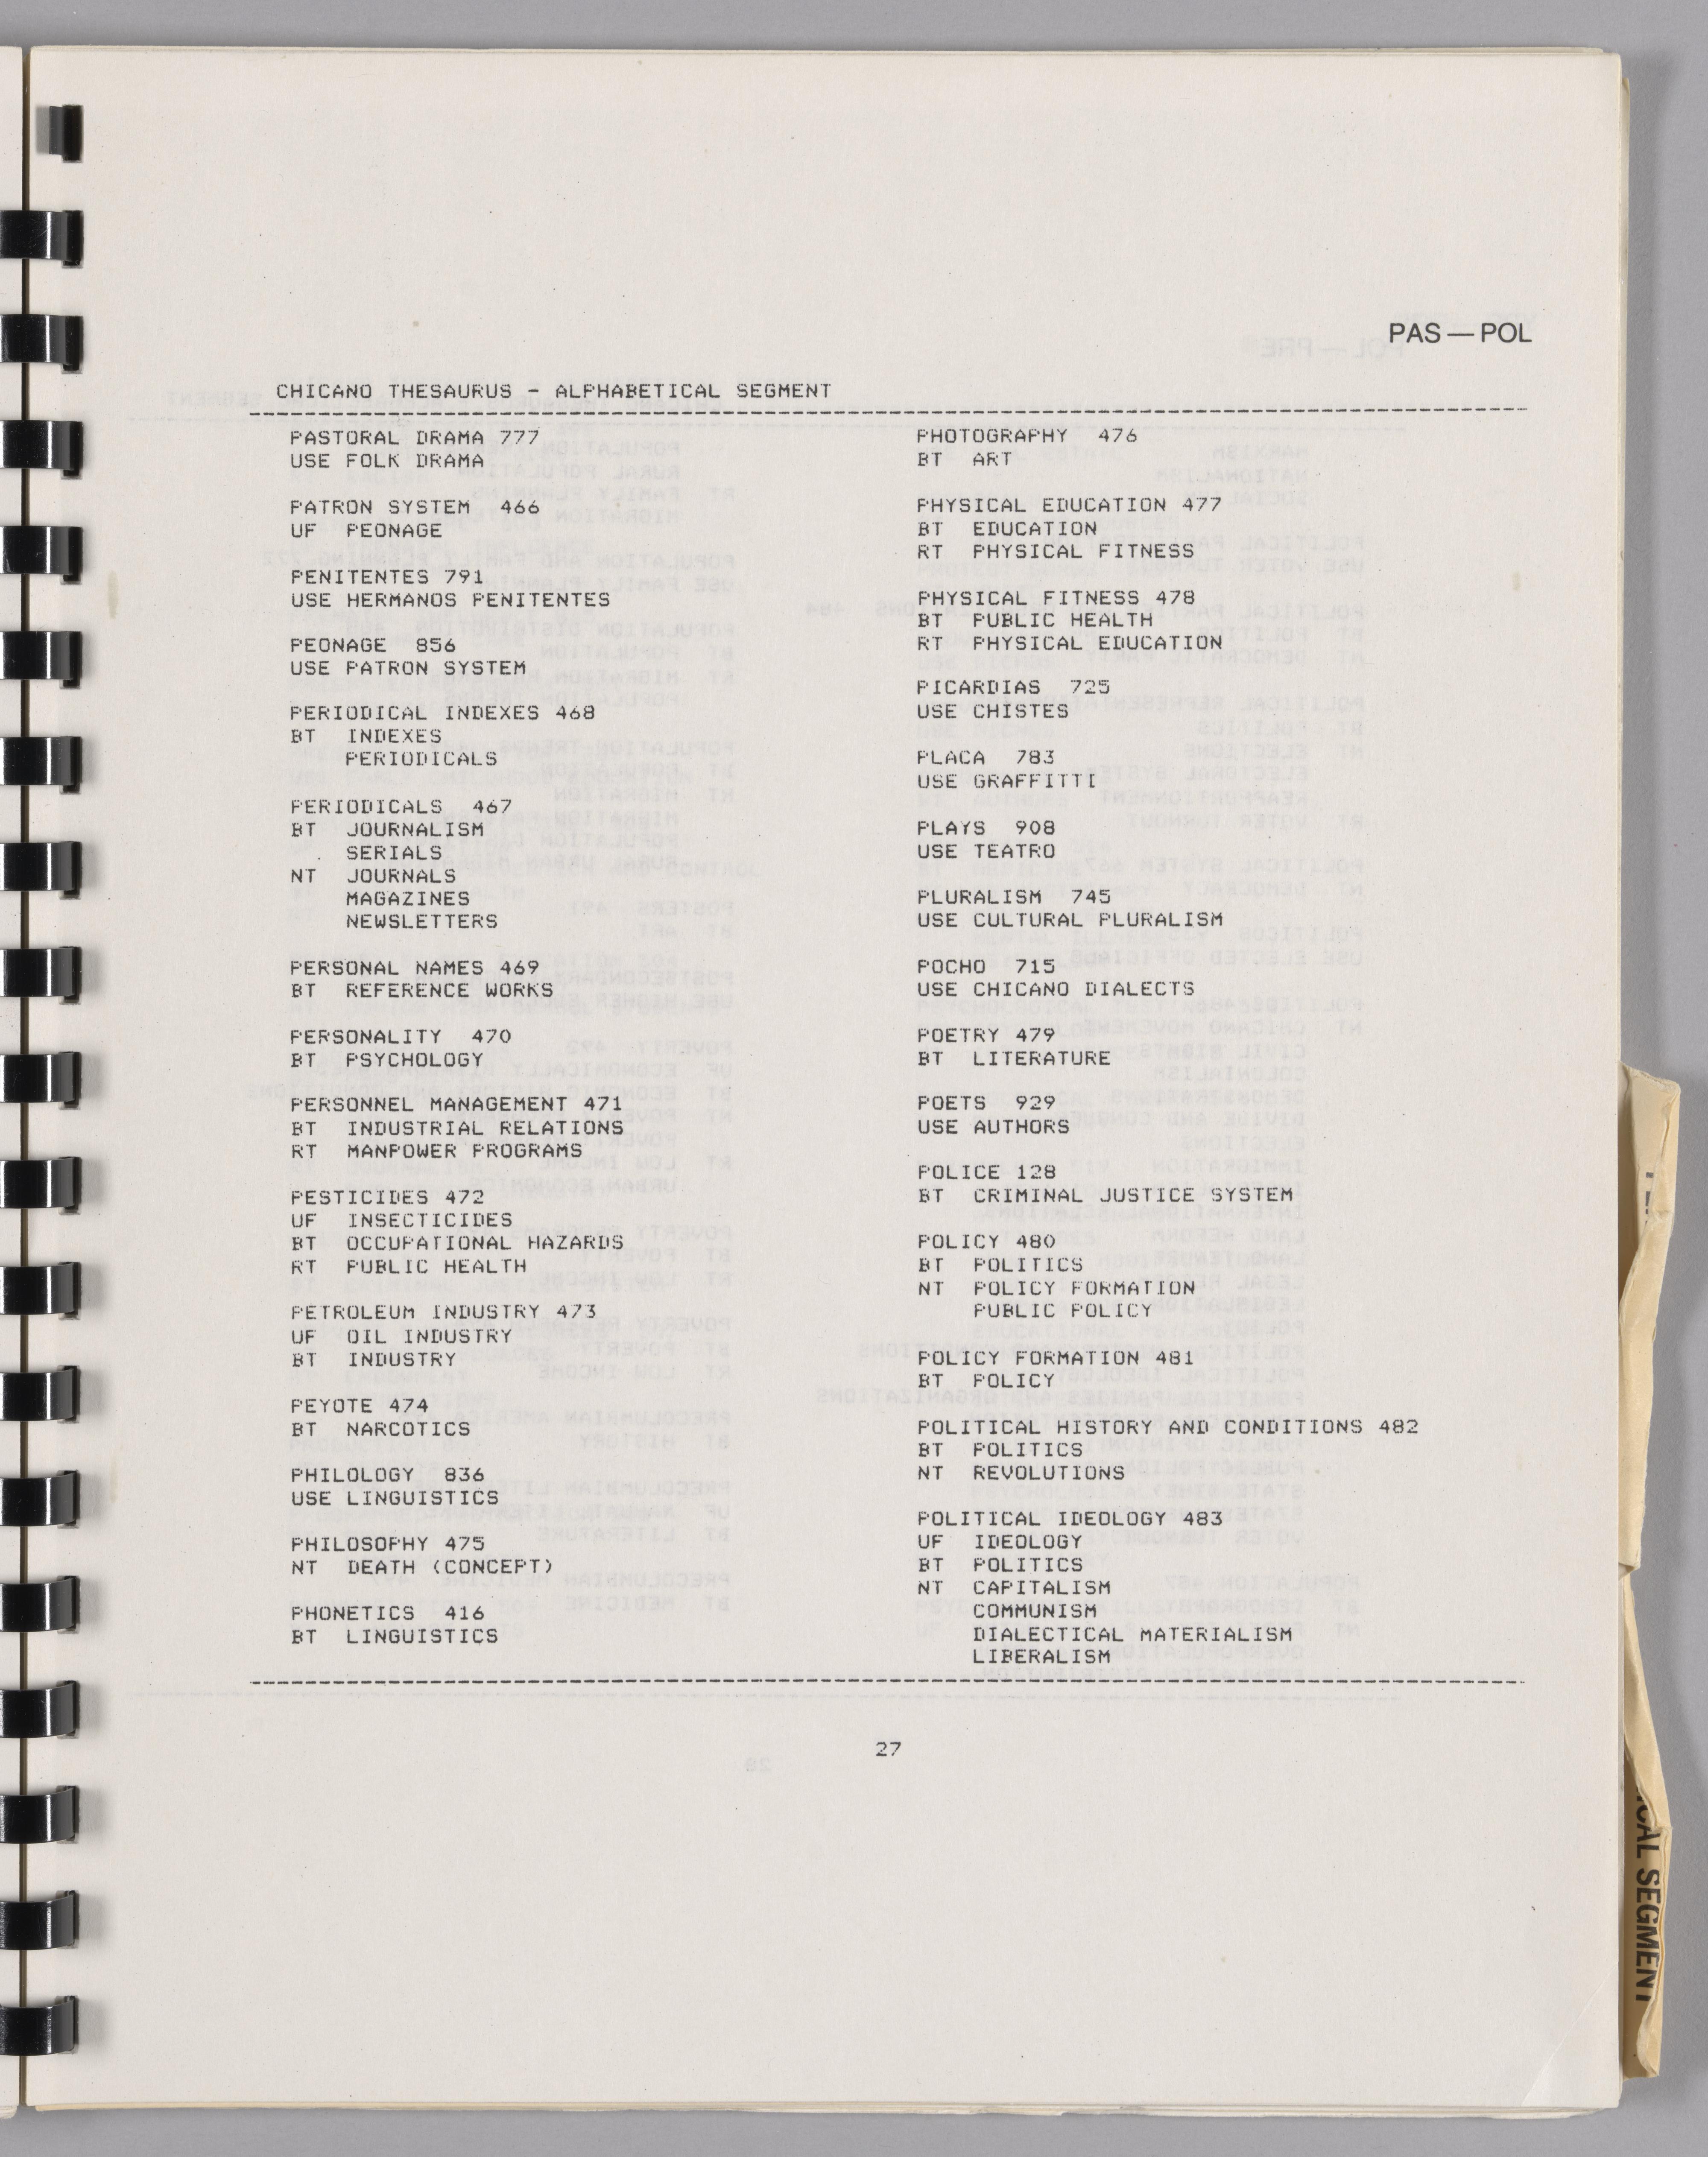 PAS — POL
CHICANO THESAURUS - ALPHABETICAL SEGMENT
PASTORAL DRAMA 777
USE FOLK DRAMA
PATRON SYSTEM 466
UF PEONAGE
PENITENTES 791
USE HERMANOS PENITENTES
PEONAGE 856
USE PATRON SYSTEM
PERIODICAL INDEXES 468
BT INDEXES
PERIODICALS
PERIODICALS 467
BT JOURNALISM
SERIALS
NT JOURNALS
MAGAZINES
NEWSLETTERS
PERSONAL NAMES 469
BT REFERENCE WORKS
PERSONALITY 470
BT PSYCHOLOGY
PERSONNEL MANAGEMENT 471
BT INDUSTRIAL RELATIONS
RT MANPOWER PROGRAMS
PESTICIDES 472
UF INSECTICIDES
BT OCCUPATIONAL HAZARDS
RT PUBLIC HEALTH
PETROLEUM INDUSTRY 473
UF OIL INDUSTRY
BT INDUSTRY
PEYOTE 474
BT NARCOTICS
PHILOLOGY 836
USE LINGUISTICS
PHILOSOPHY 475
NT DEATH (CONCEPT)
PHONETICS 416
BT LINGUISTICS
PHOTOGRAPHY 476
BT ART
PHYSICAL EDUCATION 477
BT EDUCATION
RT PHYSICAL FITNESS
PHYSICAL FITNESS 478
BT PUBLIC HEALTH
RT PHYSICAL EDUCATION
PICARDIAS 725
USE CHISTES
PLACA 783
USE GRAFFITTI
PLAYS 908
USE TEATRO
PLURALISM 745
USE CULTURAL PLURALISM
POCHO 715
USE CHICANO DIALECTS
POETRY 479
BT LITERATURE
POETS 929
USE AUTHORS
POLICE 128
BT CRIMINAL JUSTICE SYSTEM
POLICY 480
BT POLITICS
NT POLICY FORMATION
PUBLIC POLICY
POLICY FORMATION 481
BT POLICY
POLITICAL HISTORY AND CONDITIONS 482
BT POLITICS
NT REVOLUTIONS
POLITICAL IDEOLOGY 483
UF IDEOLOGY
BT POLITICS
NT CAPITALISM
COMMUNISM
DIALECTICAL MATERIALISM
LIBERALISM
27
SEGMENT